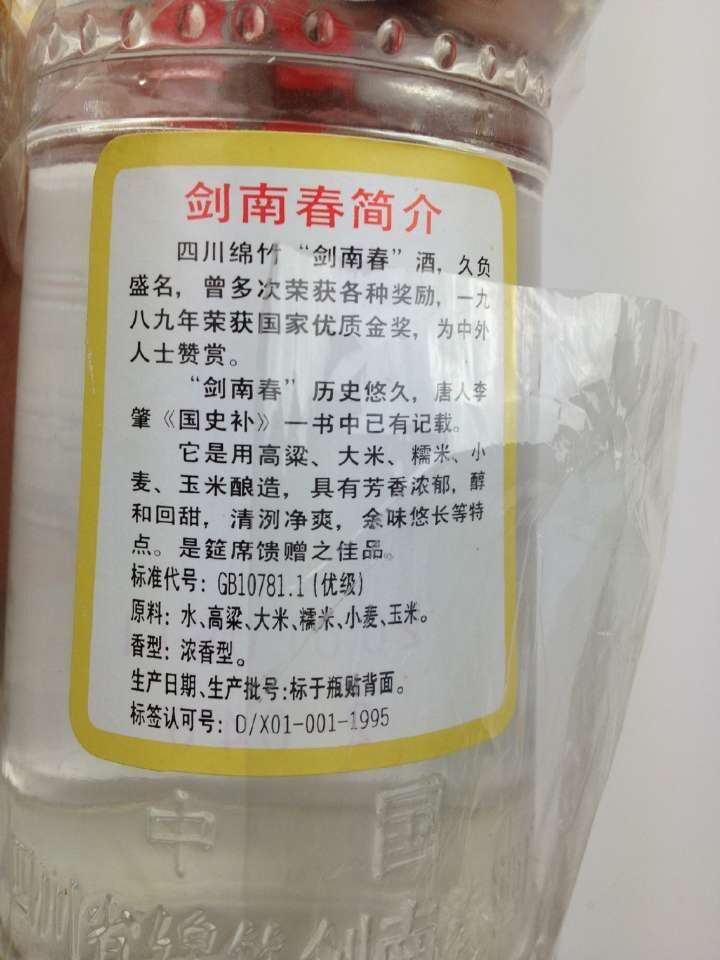 剑南春简介
四川绵竹“剑南春”酒，久负
盛名，曾多次荣获各种奖励，一九
八九年荣获国家优质金奖，为中外
人士赞赏。
“剑南春”历史悠久，唐人李
肇《国史补》一书中已有记载。
它是用高粱、大米、糯米、小
麦、玉米酿造，具有芳香浓郁，醇
和回甜，清洌净爽，余味悠长等特
点。是筵席馈赠之佳品。
标准代号：GB10781.1(优级)
原料：水、高粱、大米、糯米、小麦、玉米。
香型：浓香型。
生产日期、生产批号：标于瓶贴背面。
标签认可号：D/X01-001-1995
中国
四川省绵竹剑南